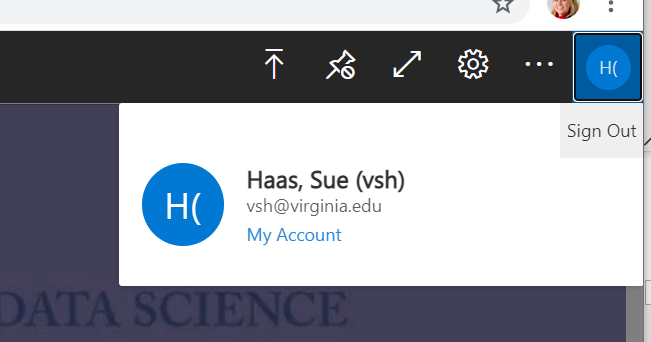 H(
Sign Out
H(
Haas, Sue (vsh)
vsh@virginia.edu
My Account
DATA SCIENCE